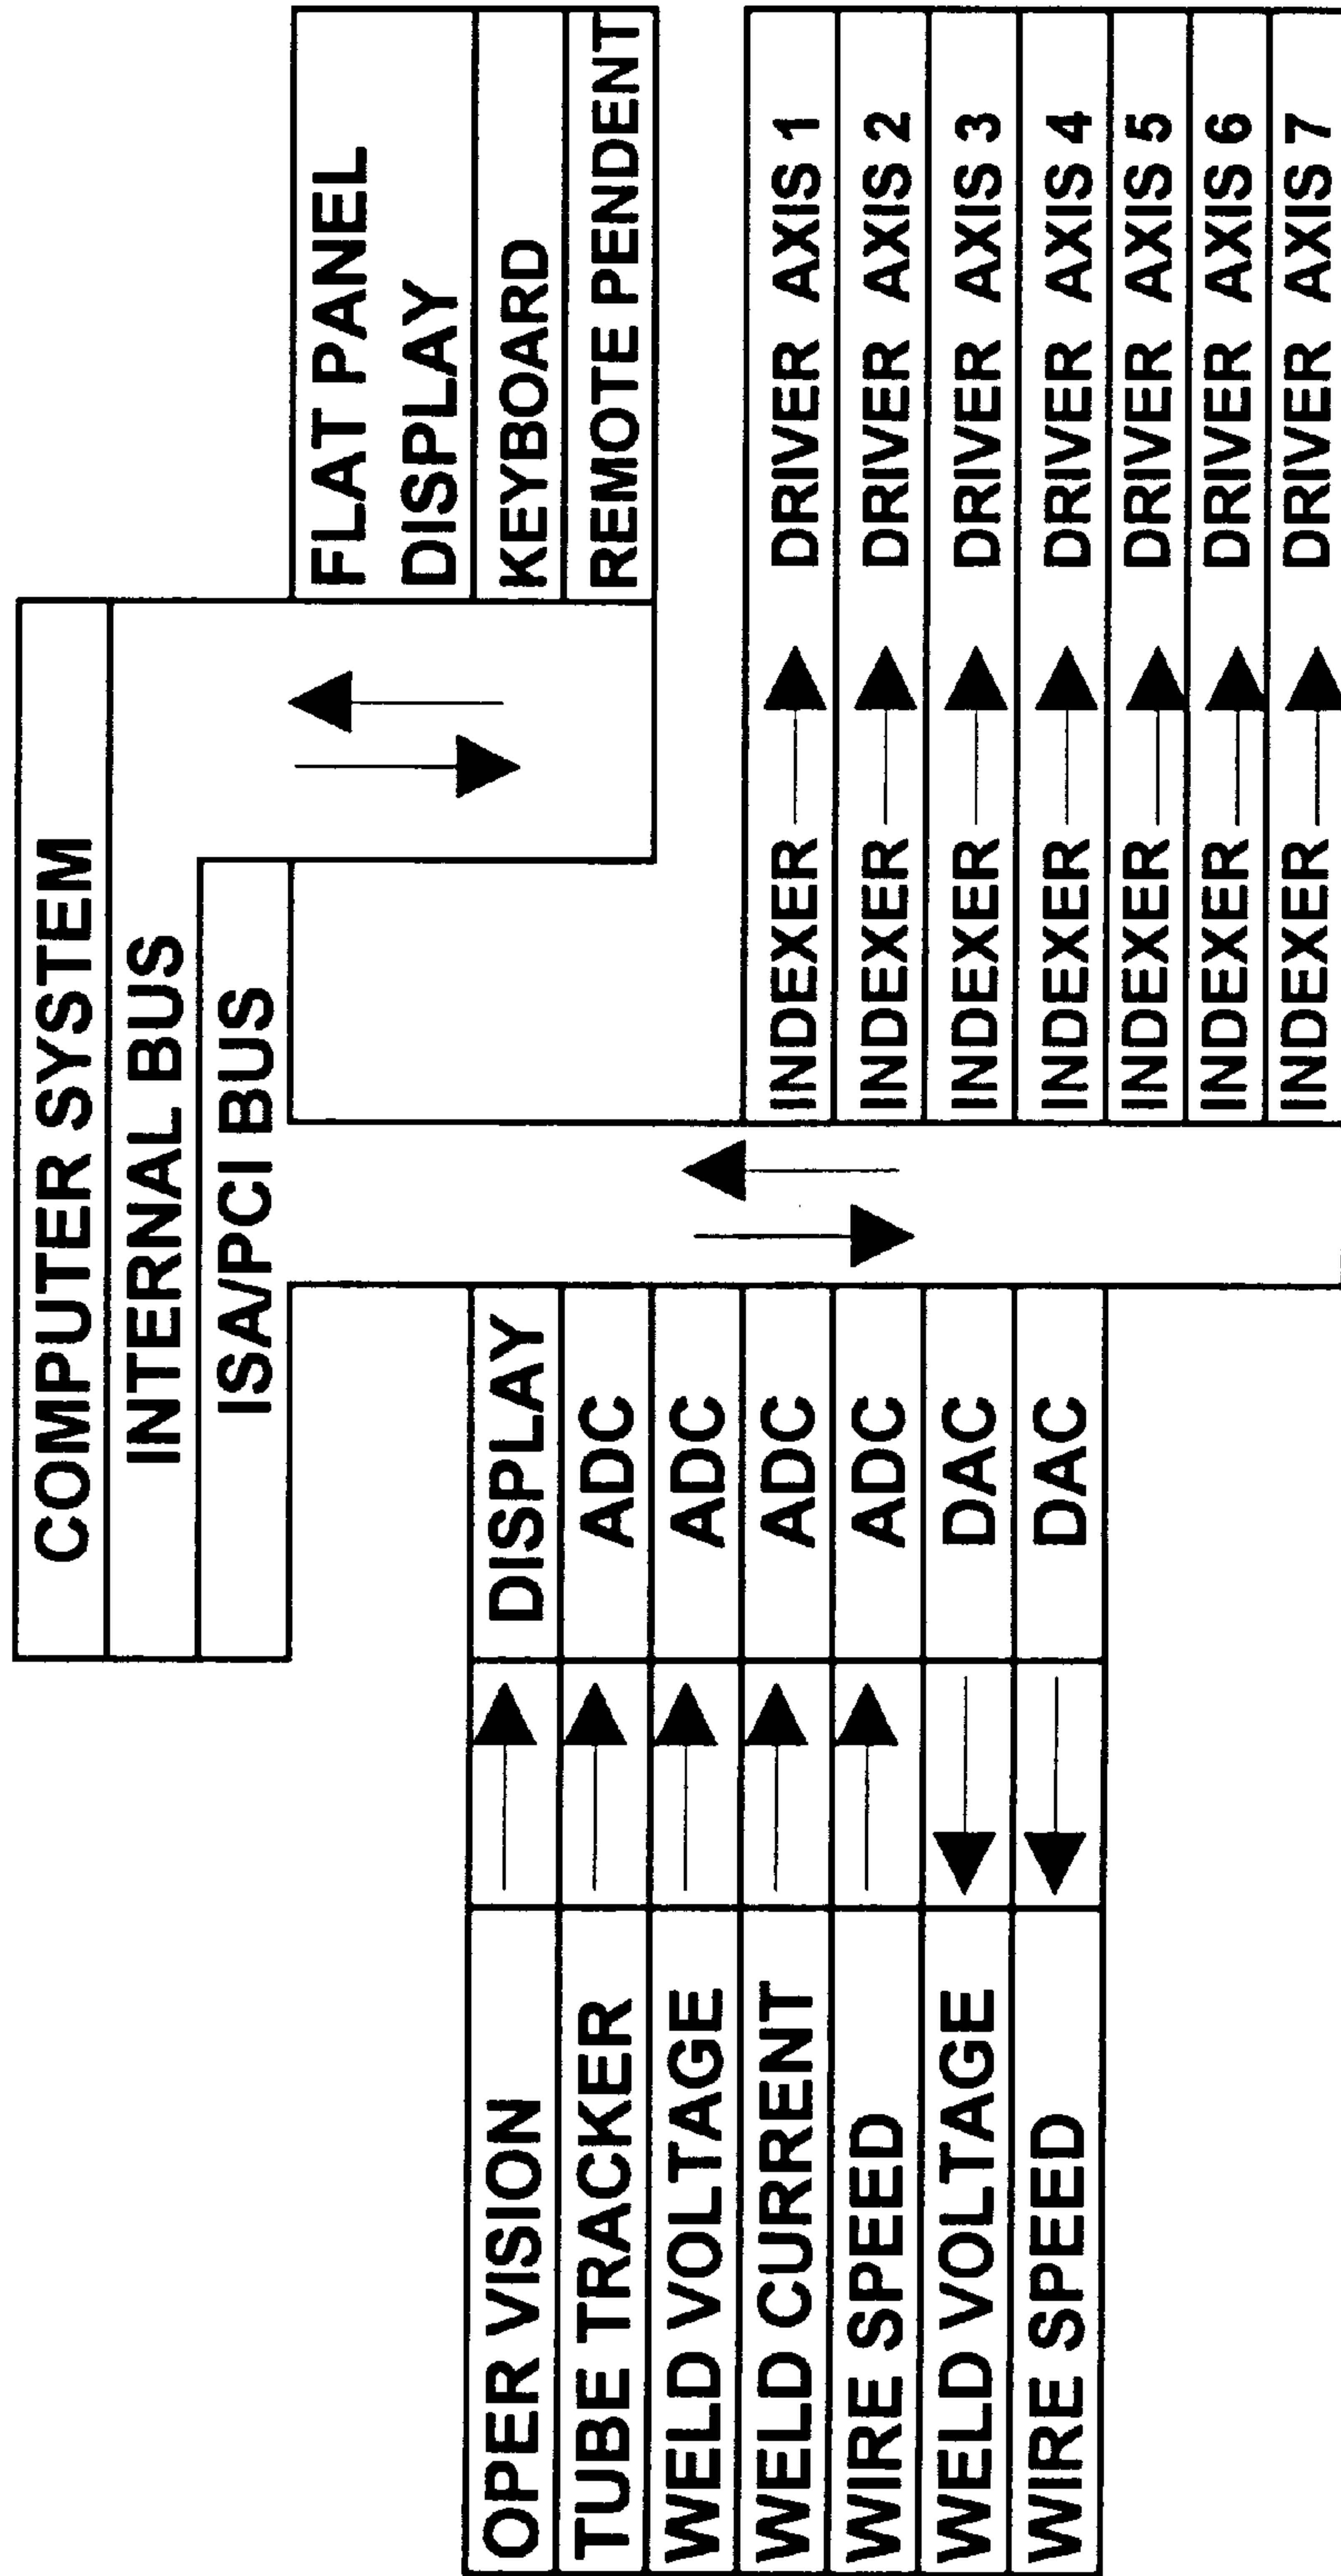 COMPUTER SYSTEM
INTERNAL BUS
ISA/PCI BUS
FLAT PANEL
DISPLAY
KEYBOARD
REMOTE PENDENT
OPER VISION DISPLAY
TUBE TRACKER ADC
WELD VOLTAGE ADC
WELD CURRENT ADC
WIRE SPEED ADC
WELD VOLTAGE DAC
WIRE SPEED DAC
INDEXER DRIVER AXIS 1
INDEXER DRIVER AXIS 2
INDEXER DRIVER AXIS 3
INDEXER DRIVER AXIS 4
INDEXER DRIVER AXIS 5
INDEXER DRIVER AXIS 6
INDEXER DRIVER AXIS 7